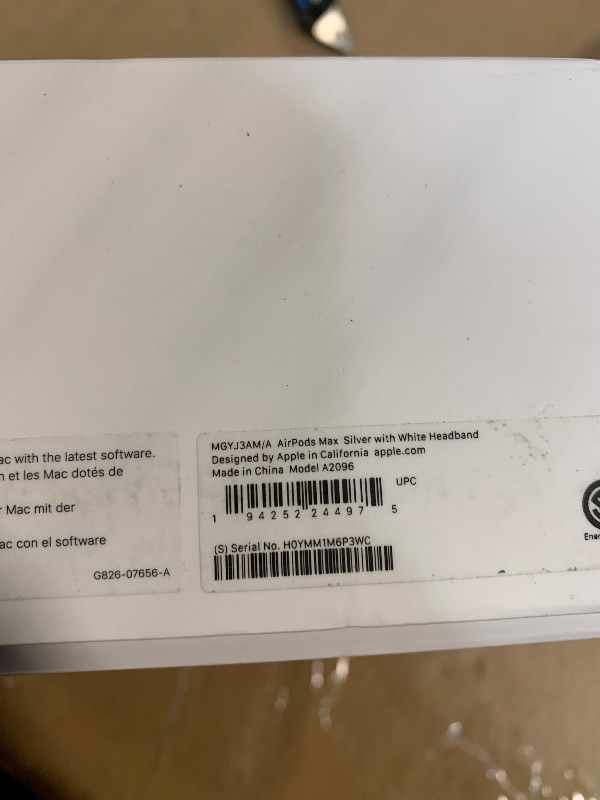 ac with the latest software.
n et les Mac dotés de
r Mac mit der
ac con el software
G826-07656-A
MGYJ3AM/A AirPods Max Silver with White Headband
Designed by Apple in California apple.com
Made in China Model A2096
UPC
1 94252 24497 5
(S) Serial No. H0YMM1M6P3WC
Ener